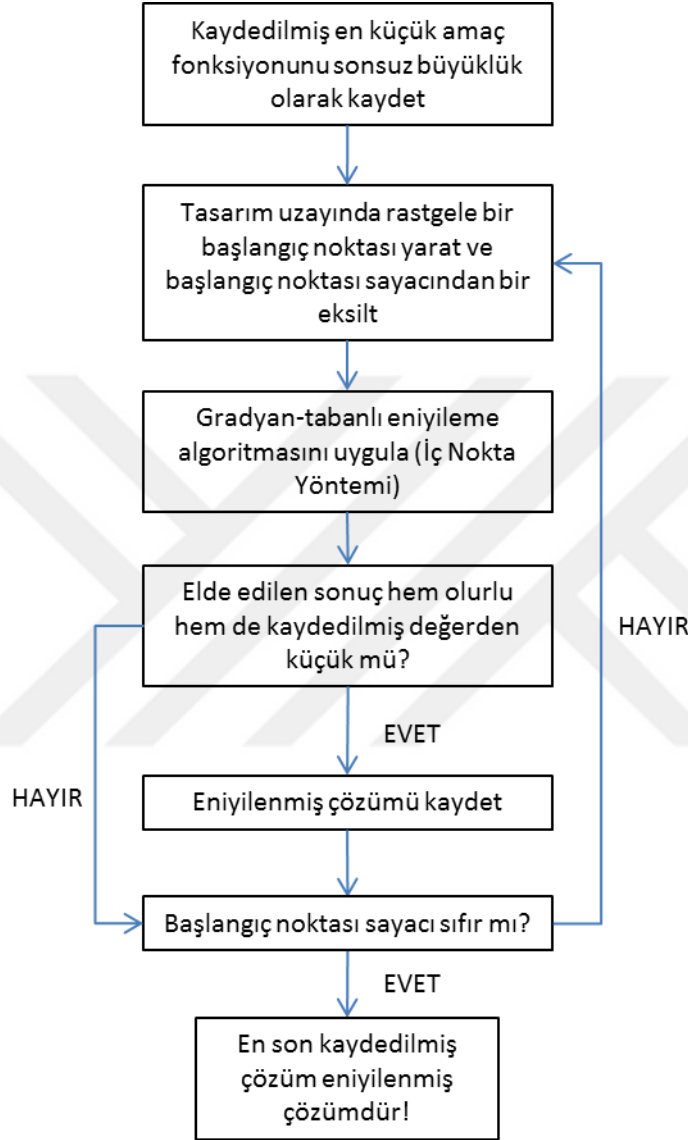 Kaydedilmiş en küçük amaç
fonksiyonunu sonsuz büyüklük
olarak kaydet
Tasarım uzayında rastgele bir
başlangıç noktası yarat ve
başlangıç noktası sayacından bir
eksilt
Gradyan-tabanlı eniyileme
algoritmasını uygula (İç Nokta
Yöntemi)
Elde edilen sonuç hem olurlu
hem de kaydedilmiş değerden
küçük mü?
HAYIR
EVET
HAYIR
Eniyilenmiş çözümü kaydet
Başlangıç noktası sayacı sıfır mı?
EVET
En son kaydedilmiş
çözüm eniyilenmiş
çözümdür!